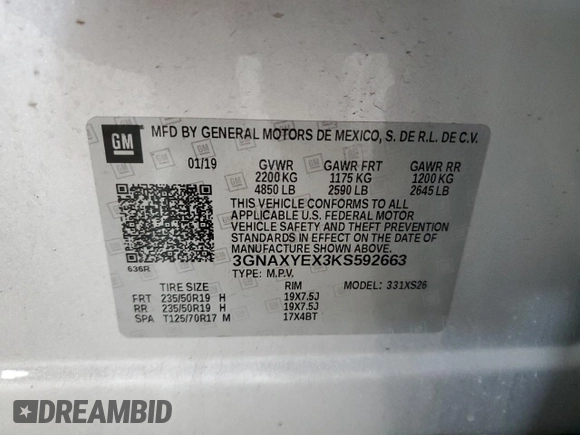 GM
MFD BY GENERAL MOTORS DE MEXICO, S. DE R.L. DE C.V.
01/19 GVWR GAWR FRT GAWR RR
2200 KG 1175 KG 1200 KG
4850 LB 2590 LB 2645 LB
THIS VEHICLE CONFORMS TO ALL
APPLICABLE U.S. FEDERAL MOTOR
VEHICLE SAFETY AND THEFT PREVENTION
STANDARDS IN EFFECT ON THE DATE OF
MANUFACTURE SHOWN ABOVE.
3GNAXYEX3KS592663
636R
TYPE: M.P.V. MODEL: 331XS26
TIRE SIZE RIM
FRT 235/50R19 H 19X7.5J
RR 235/50R19 H 19X7.5J
SPA T125/70R17 M 17X4BT
DREAMBID